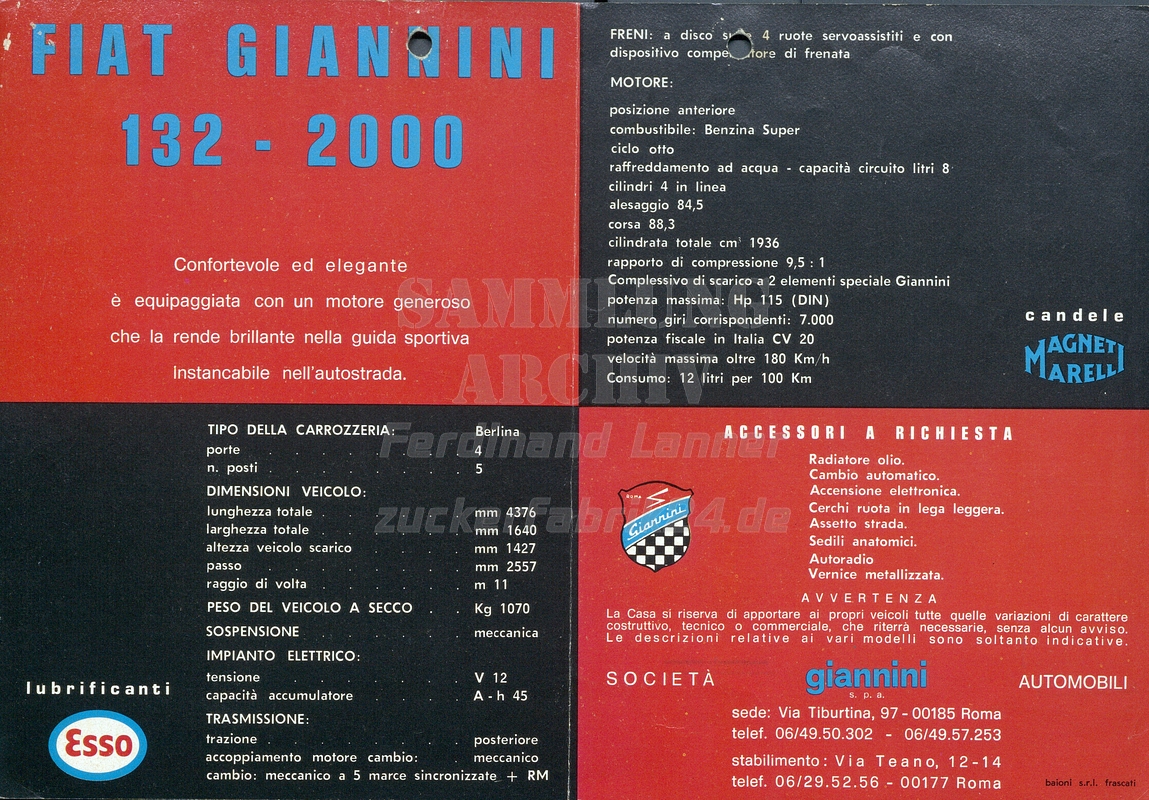 FIAT GIANNINI
132 - 2000
Confortevole ed elegante
è equipaggiata con un motore generoso
che la rende brillante nella guida sportiva
instancabile nell'autostrada.
TIPO DELLA CARROZZERIA: Berlina
porte . . . . . . . . . 4
n. posti . . . . . . . . . 5
DIMENSIONI VEICOLO:
lunghezza totale . . . . . . mm 4376
larghezza totale . . . . . . mm 1640
altezza veicolo scarico . . . . mm 1427
passo . . . . . . . . mm 2557
raggio di volta . . . . . . m 11
PESO DEL VEICOLO A SECCO . . Kg 1070
SOSPENSIONE . . . . . . meccanica
IMPIANTO ELETTRICO:
tensione . . . . . . . V 12
capacità accumulatore . . . . A - h 45
TRASMISSIONE:
trazione . . . . . . . . posteriore
accoppiamento motore cambio: . . meccanico
cambio: meccanico a 5 marce sincronizzate + RM
lubrificanti
Esso
FRENI: a disco 4 ruote servoassistiti e con
dispositivo di frenata
MOTORE:
posizione anteriore
combustibile: Benzina Super
ciclo otto
raffreddamento ad acqua - capacità circuito litri 8
cilindri 4 in linea
alesaggio 84,5
corsa 88,3
cilindrata totale cm³ 1936
rapporto di compressione 9,5 : 1
Complessivo di scarico a 2 elementi speciale Giannini
potenza massima: Hp 115 (DIN)
numero giri corrispondenti: 7.000
potenza fiscale in Italia CV 20
velocità massima oltre 180 Km/h
Consumo: 12 litri per 100 Km
candele
MAGNETI
MARELLI
ACCESSORI A RICHIESTA
Radiatore olio.
Cambio automatico.
Accensione elettronica.
Cerchi ruota in lega leggera.
Assetto strada.
Sedili anatomici.
Autoradio
Vernice metallizzata.
ROMA
Giannini
AVVERTENZA
La Casa si riserva di apportare ai propri veicoli tutte quelle variazioni di carattere
costruttivo, tecnico o commerciale, che riterrà necessarie, senza alcun avviso.
Le descrizioni relative ai vari modelli sono soltanto indicative.
SOCIETÀ giannini AUTOMOBILI
s. p. a.
sede: Via Tiburtina, 97 - 00185 Roma
telef. 06/49.50.302 - 06/49.57.253
stabilimento: Via Teano, 12-14
telef. 06/29.52.56 - 00177 Roma
baioni s.r.l. frascati
SAMMLUNG
ARCHIV
Ferdinand Lanner
zuckerfabrik24.de